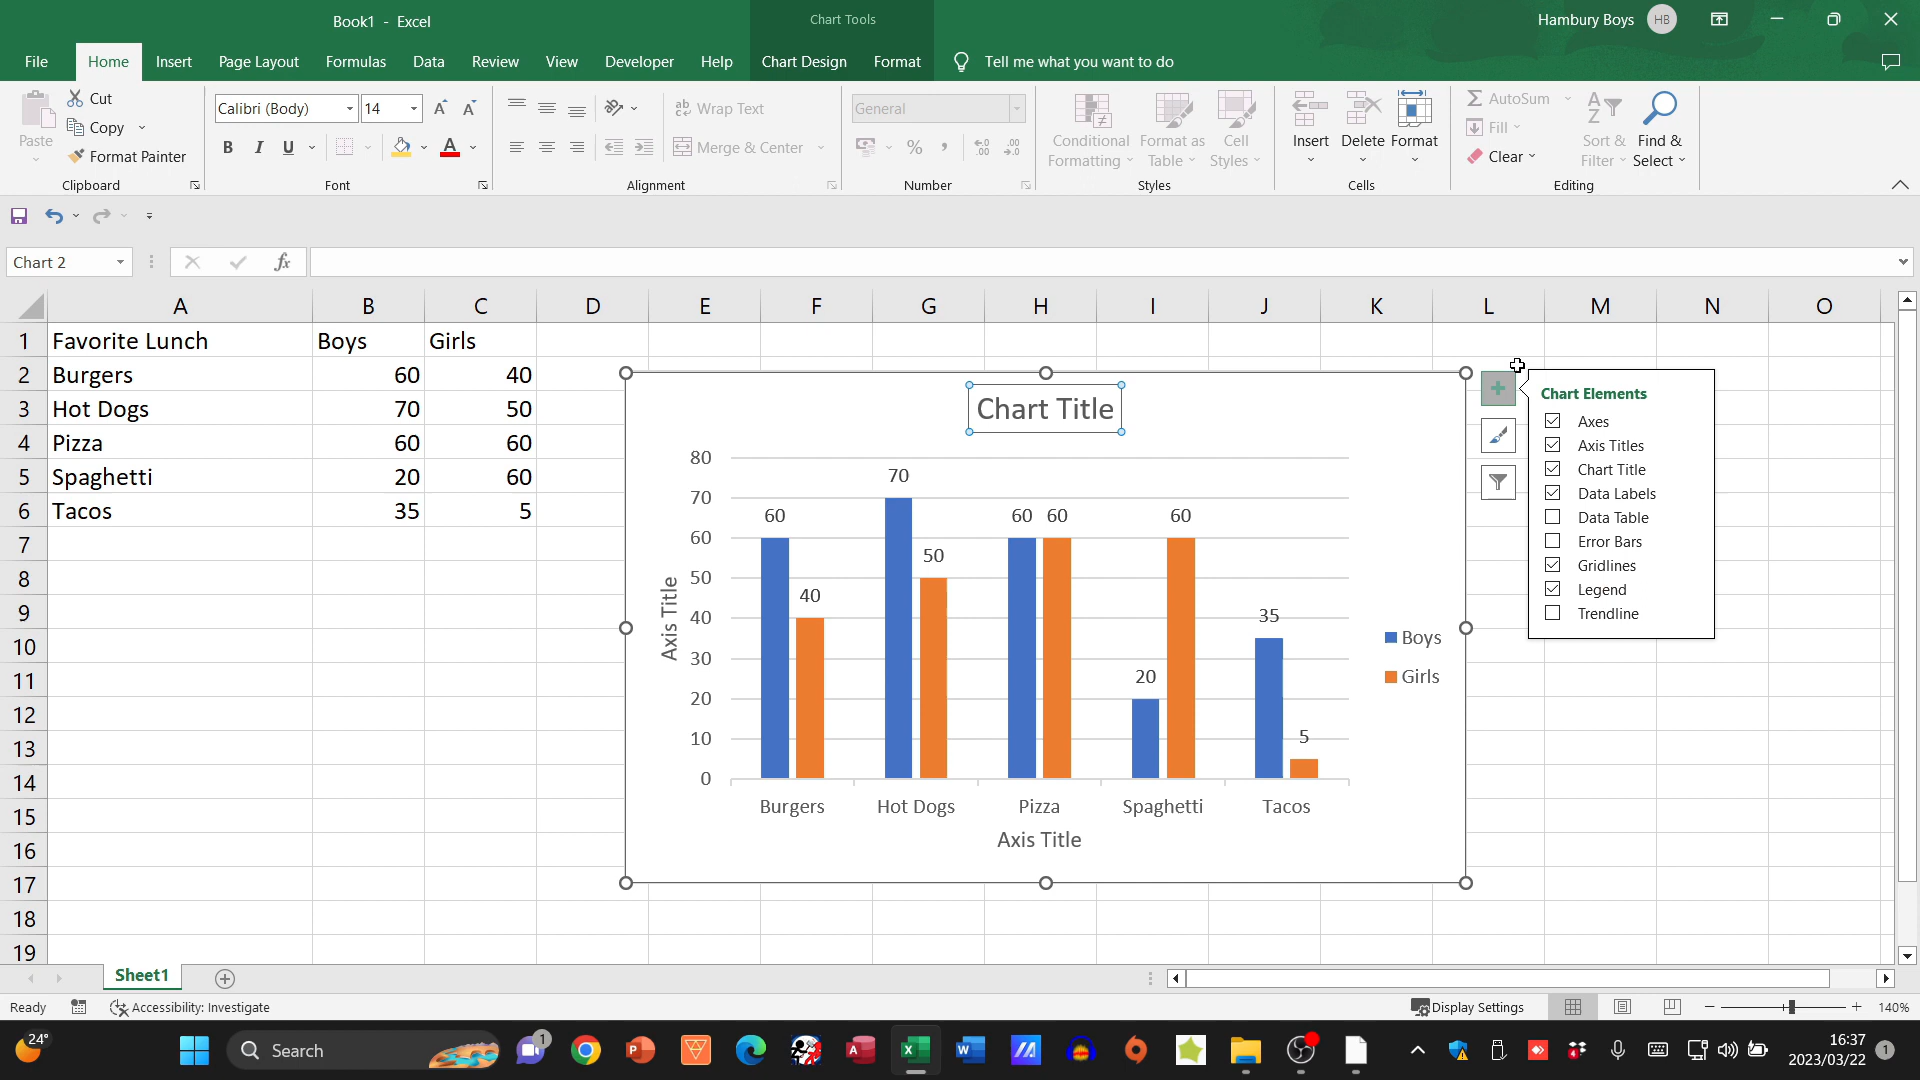 Book1 - Excel
Chart Tools
Hambury Boys HB
File Home Insert Page Layout Formulas Data Review View Developer Help Chart Design Format Tell me what you want to do
Paste
Cut
Copy
Format Painter
Clipboard
Calibri (Body) 14
B I U
Font
Wrap Text
Merge & Center
Alignment
General
Number
Conditional Formatting
Format as Table
Cell Styles
Styles
Insert Delete Format
Cells
AutoSum
Fill
Clear
Sort & Filter
Find & Select
Editing
Chart 2
fx
A B C D E F G H I J K L M N O
1 Favorite Lunch Boys Girls
2 Burgers 60 40
3 Hot Dogs 70 50
4 Pizza 60 60
5 Spaghetti 20 60
6 Tacos 35 5
7
8
9
10
11
12
13
14
15
16
17
18
19
Chart Title
80
70
60
50
40
30
20
10
0
Axis Title
60 40
70 50
60 60
20 60
35 5
Burgers Hot Dogs Pizza Spaghetti Tacos
Axis Title
Boys
Girls
Chart Elements
Axes
Axis Titles
Chart Title
Data Labels
Data Table
Error Bars
Gridlines
Legend
Trendline
Sheet1
Ready Accessibility: Investigate Display Settings 140%
24° Search 1 16:37
2023/03/22 1